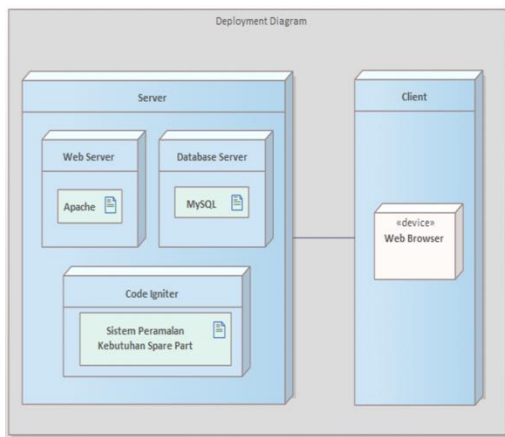 Deployment Diagram
Server
Client
Web Server
Database Server
Apache
MySQL
«device»
Web Browser
Code Igniter
Sistem Peramalan
Kebutuhan Spare Part